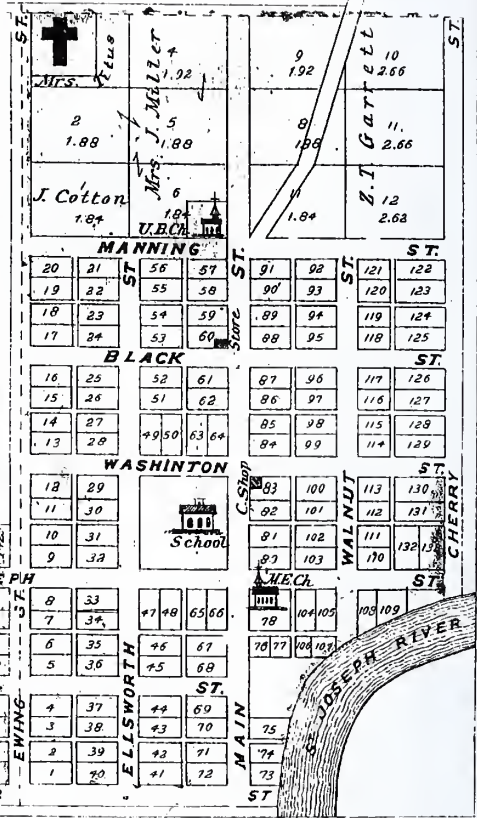 ST.
ST.
Mrs. Titus
4
1.92
Mrs. J. Miller
9
1.92
Z.T. Garrett
10
2.66
2
1.88
5
1.88
8
1.88
11.
2.66
J. Cotton
1.84
6
1.84
U.B.Ch
11
1.84
12
2.62
MANNING ST.
ST
ST.
ST.
20 21 56 57 91 92 121 122
19 22 55 58 90 93 120 123
18 23 54 59 89 94 119 124
17 24 53 60 88 95 118 125
Store
BLACK ST.
16 25 52 61 87 96 117 126
15 26 51 62 86 97 116 127
14 27 49 50 63 64 85 98 115 128
13 28 84 99 114 129
WASHINTON ST.
C. Shop
12 29 83 100 113 130
11 30 82 101 112 131
School
10 31 81 102 111 132
9 32 103 110
WALNUT
CHERRY
PH ST
M.E.Ch
8 33 47 48 65 66 78 104 105 108 109
7 34
6 35 46 67 76 77 106 107
5 36 45 68
ST.
4 37 44 69
3 38 43 70 75
2 39 42 71 74
1 40 41 72 73
EWING ST.
ELLSWORTH
MAIN
ST
ST. JOSEPH RIVER